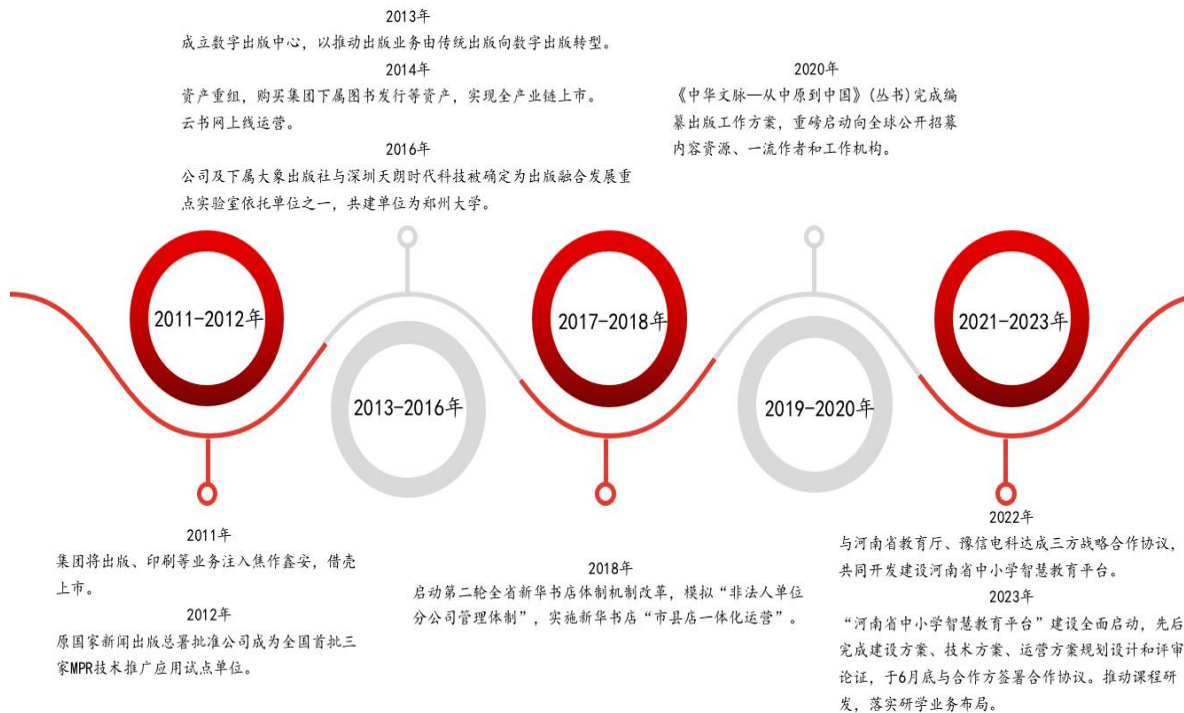 2013年
成立数字出版中心，以推动出版业务由传统出版向数字出版转型。
2014年
资产重组，购买集团下属图书发行等资产，实现全产业链上市。
云书网上线运营。
2016年
公司及下属大象出版社与深圳天朗时代科技被确定为出版融合发展重
点实验室依托单位之一，共建单位为郑州大学。
2020年
《中华文脉—从中原到中国》(丛书)完成编
纂出版工作方案，重磅启动向全球公开招募
内容资源、一流作者和工作机构。
2011-2012年
2013-2016年
2017-2018年
2019-2020年
2021-2023年
2011年
集团将出版、印刷等业务注入焦作鑫安，借壳
上市。
2012年
原国家新闻出版总署批准公司成为全国首批三
家MPR技术推广应用试点单位。
2018年
启动第二轮全省新华书店体制机制改革，模拟“非法人单位
分公司管理体制”，实施新华书店“市县店一体化运营”。
2022年
与河南省教育厅、豫信电科达成三方战略合作协议，
共同开发建设河南省中小学智慧教育平台。
2023年
“河南省中小学智慧教育平台”建设全面启动，先后
完成建设方案、技术方案、运营方案规划设计和评审
论证，于6月底与合作方签署合作协议。推动课程研
发，落实研学业务布局。